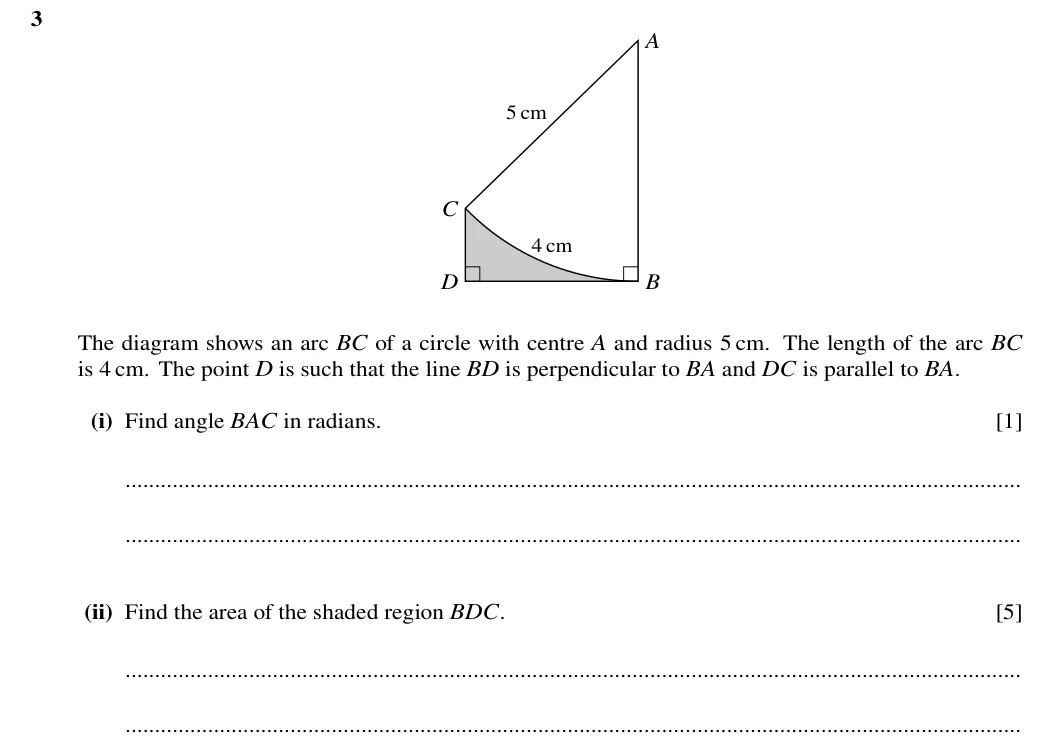 3
A
5 cm
C
4 cm
D
B
The diagram shows an arc BC of a circle with centre A and radius 5 cm. The length of the arc BC
is 4 cm. The point D is such that the line BD is perpendicular to BA and DC is parallel to BA.
(i) Find angle BAC in radians. [1]
(ii) Find the area of the shaded region BDC. [5]